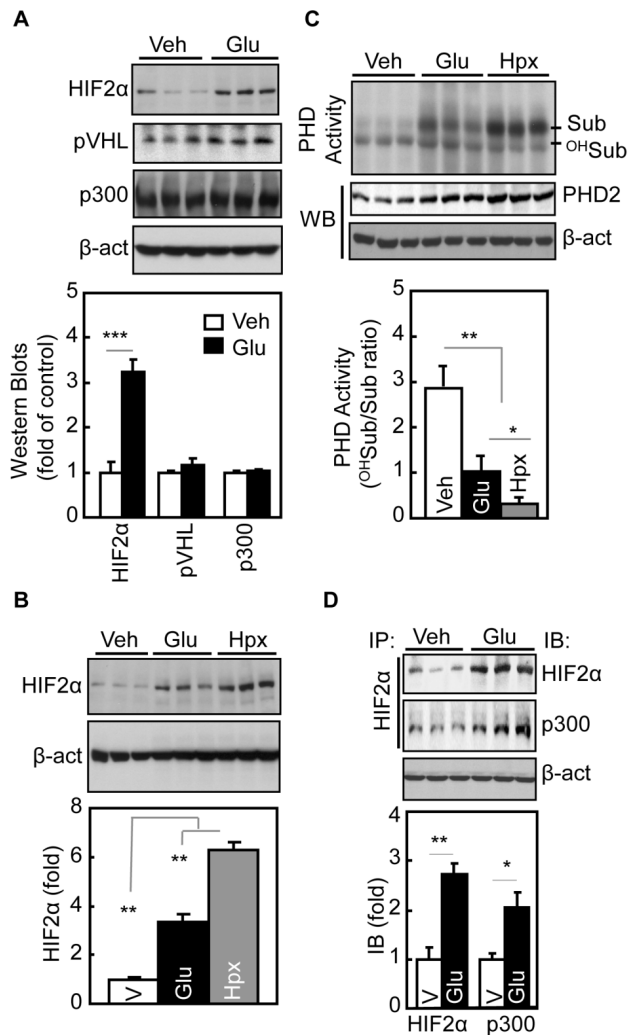 A
Veh Glu
HIF2α
pVHL
p300
β-act
5
4
3
2
1
0
Western Blots
(fold of control)
***
Veh
Glu
HIF2α
pVHL
p300
C
Veh Glu Hpx
PHD
Activity
Sub
OHSub
WB
PHD2
β-act
5
4
3
2
1
0
PHD Activity
(OHSub/Sub ratio)
**
*
Veh
Glu
Hpx
B
Veh Glu Hpx
HIF2α
β-act
8
6
4
2
0
HIF2α (fold)
**
**
V
Glu
Hpx
D
IP: Veh Glu IB:
HIF2α
HIF2α
p300
β-act
4
3
2
1
0
IB (fold)
**
*
V
Glu
V
Glu
HIF2α p300